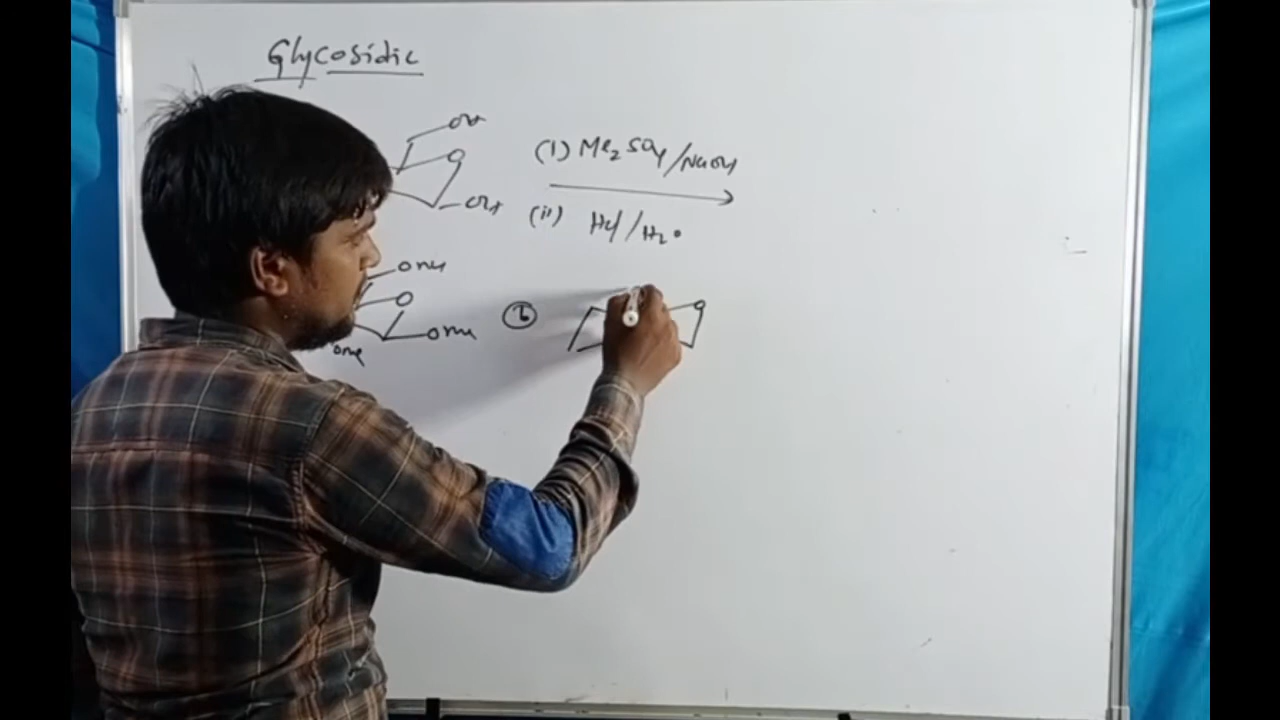 Glycosidic
OH
O
(i) Me2SO4/NaOH
OH
(ii) HCl/H2O
OMe
O
(b)
O
OMe
OMe